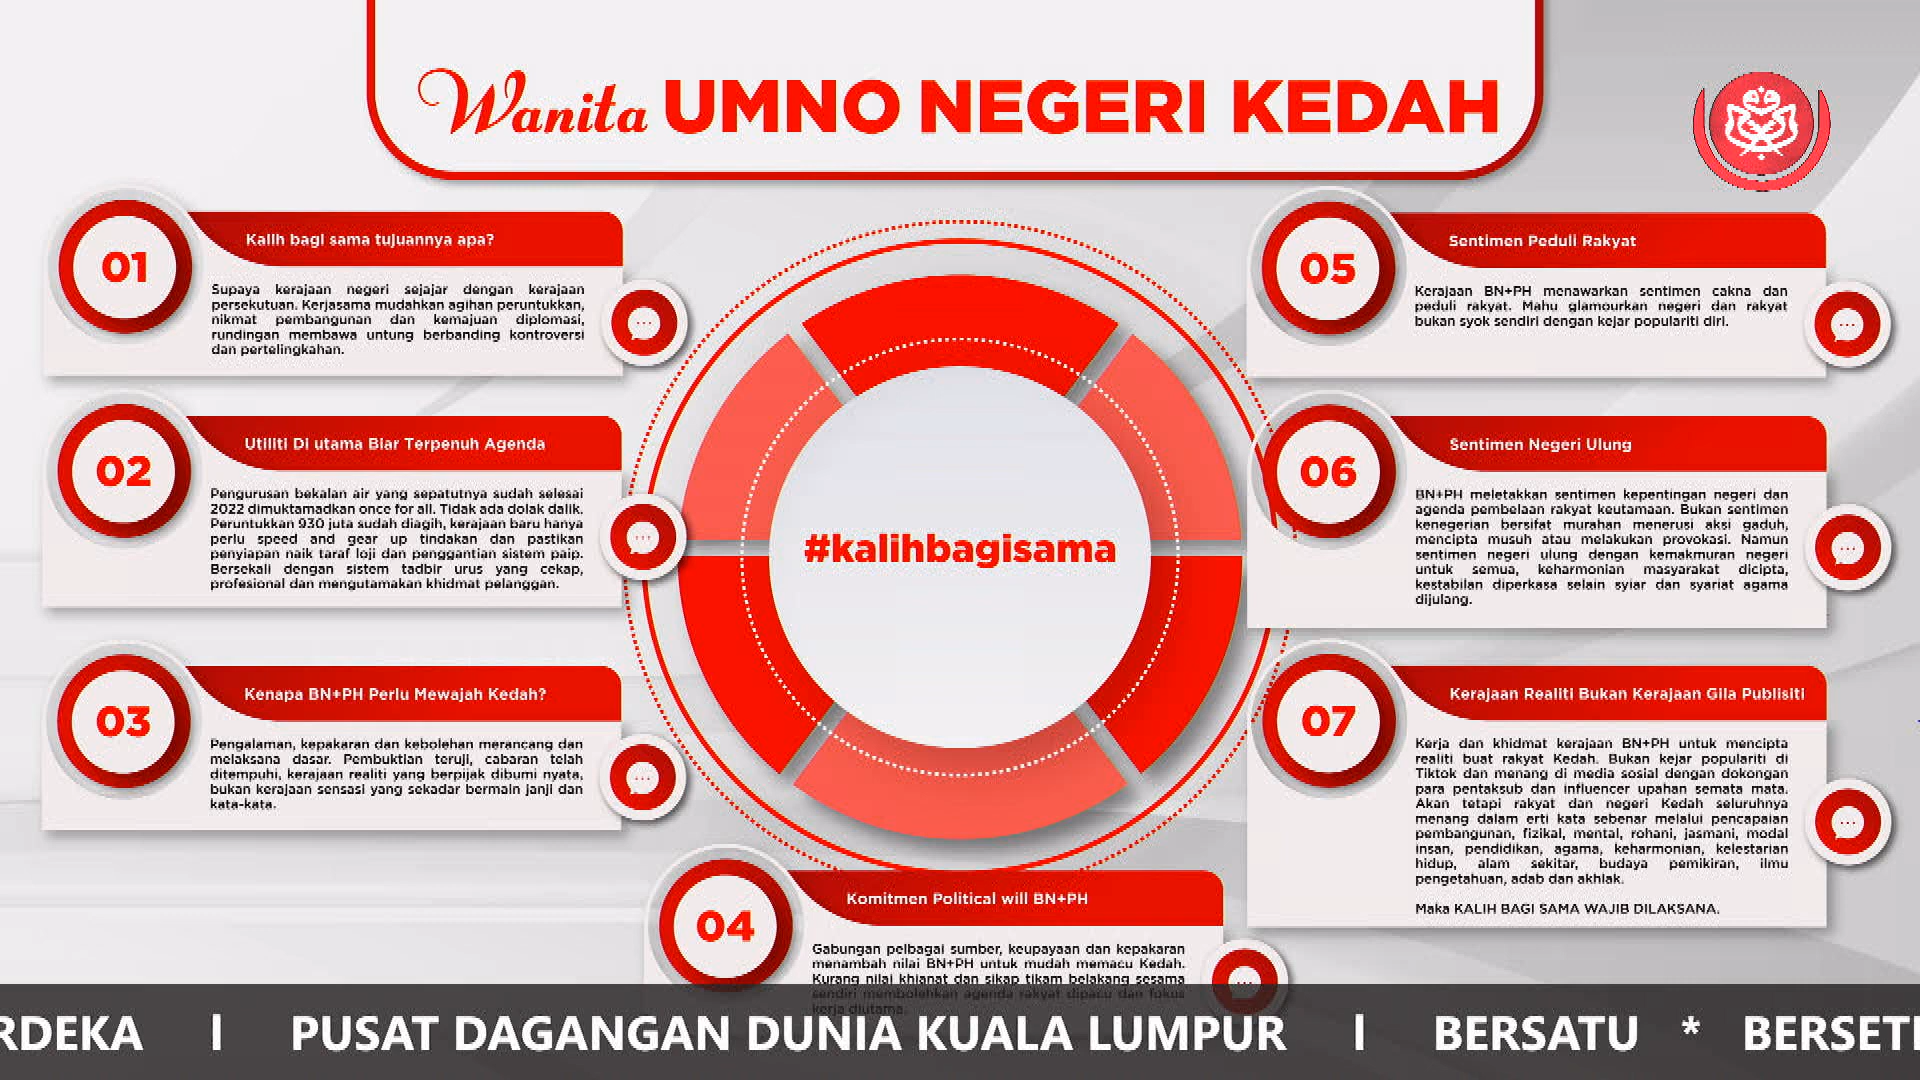 Wanita UMNO NEGERI KEDAH
01
Kalih bagi sama tujuannya apa?
Supaya kerajaan negeri sejajar dengan kerajaan
persekutuan. Kerjasama mudahkan agihan peruntukkan,
nikmat pembangunan dan kemajuan diplomasi,
rundingan membawa untung berbanding kontroversi
dan pertelingkahan.
02
Utiliti Di utama Biar Terpenuh Agenda
Pengurusan bekalan air yang sepatutnya sudah selesai
2022 dimuktamadkan once for all. Tidak ada dolak dalik.
Peruntukkan 930 juta sudah diagih, kerajaan baru hanya
perlu speed and gear up tindakan dan pastikan
penyiapan naik taraf loji dan penggantian sistem paip.
Bersekali dengan sistem tadbir urus yang cekap,
profesional dan mengutamakan khidmat pelanggan.
03
Kenapa BN+PH Perlu Mewajah Kedah?
Pengalaman, kepakaran dan kebolehan merancang dan
melaksana dasar. Pembuktian teruji, cabaran telah
ditempuhi, kerajaan realiti yang berpijak dibumi nyata,
bukan kerajaan sensasi yang sekadar bermain janji dan
kata-kata.
#kalihbagisama
04
Komitmen Political will BN+PH
Gabungan pelbagai sumber, keupayaan dan kepakaran
menambah nilai BN+PH untuk mudah memacu Kedah.
Kurang nilai khianat dan sikap tikam belakang sesama
sendiri membolehkan agenda rakyat dipacu dan fokus
kerja diutama.
05
Sentimen Peduli Rakyat
Kerajaan BN+PH menawarkan sentimen cakna dan
peduli rakyat. Mahu glamourkan negeri dan rakyat
bukan syok sendiri dengan kejar populariti diri.
06
Sentimen Negeri Ulung
BN+PH meletakkan sentimen kepentingan negeri dan
agenda pembelaan rakyat keutamaan. Bukan sentimen
kenegerian bersifat murahan menerusi aksi gaduh,
mencipta musuh atau melakukan provokasi. Namun
sentimen negeri ulung dengan kemakmuran negeri
untuk semua, keharmonian masyarakat dicipta,
kestabilan diperkasa selain syiar dan syariat agama
dijulang.
07
Kerajaan Realiti Bukan Kerajaan Gila Publisiti
Kerja dan khidmat kerajaan BN+PH untuk mencipta
realiti buat rakyat Kedah. Bukan kejar populariti di
Tiktok dan menang di media sosial dengan dokongan
para pentaksub dan influencer upahan semata mata.
Akan tetapi rakyat dan negeri Kedah seluruhnya
menang dalam erti kata sebenar melalui pencapaian
pembangunan, fizikal, mental, rohani, jasmani, modal
insan, pendidikan, agama, keharmonian, kelestarian
hidup, alam sekitar, budaya pemikiran, ilmu
pengetahuan, adab dan akhlak.
Maka KALIH BAGI SAMA WAJIB DILAKSANA.
RDEKA | PUSAT DAGANGAN DUNIA KUALA LUMPUR | BERSATU * BERSET